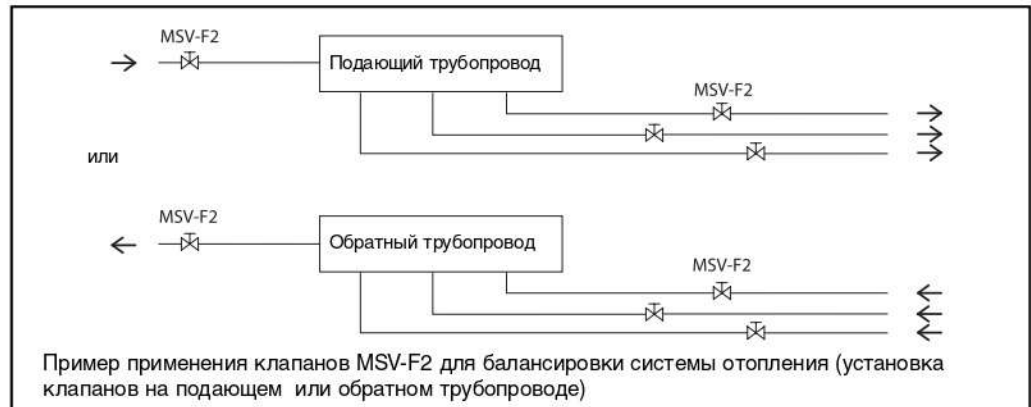 MSV-F2
Подающий трубопровод
MSV-F2
или
MSV-F2
Обратный трубопровод
MSV-F2
Пример применения клапанов MSV-F2 для балансировки системы отопления (установка
клапанов на подающем или обратном трубопроводе)